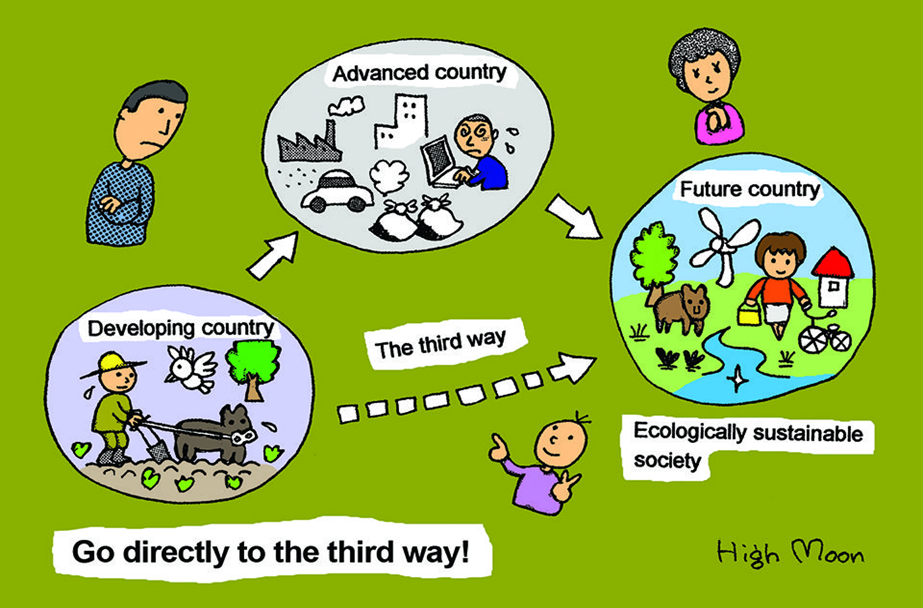 Advanced country
Future country
Developing country
The third way
Ecologically sustainable
society
Go directly to the third way!
High Moon